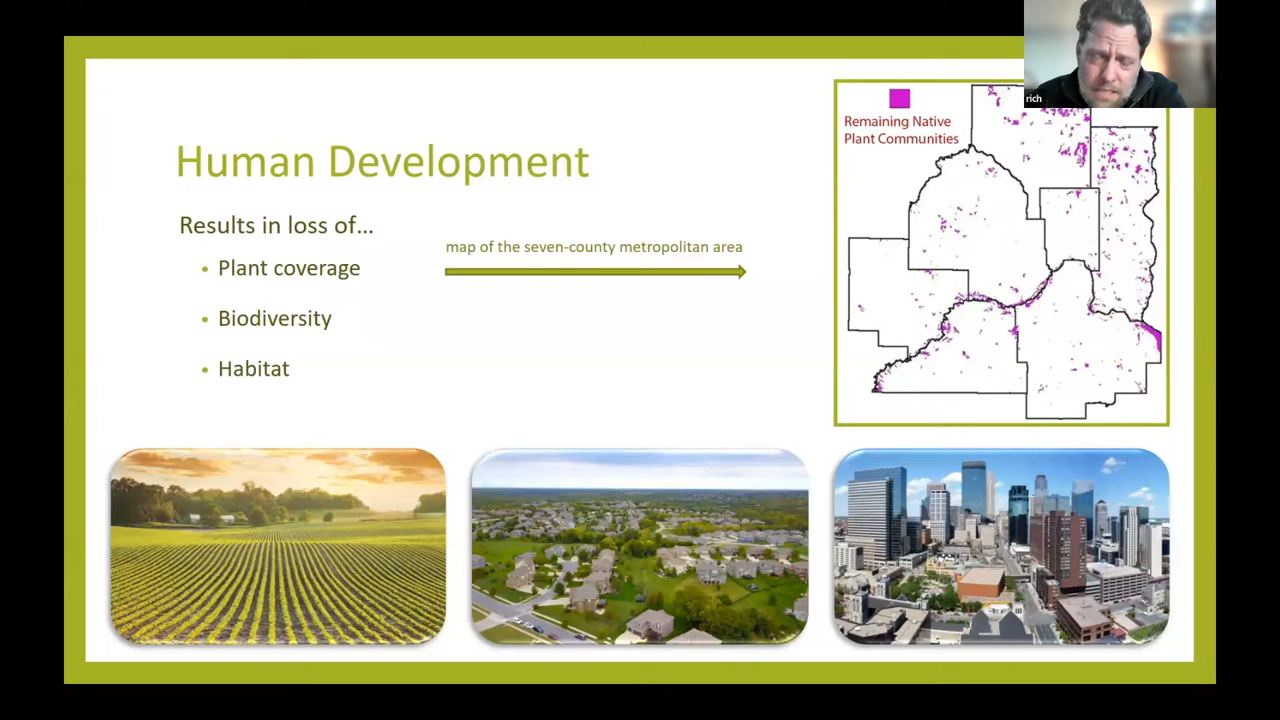 rich
Remaining Native
Plant Communities
Human Development
Results in loss of...
• Plant coverage
map of the seven-county metropolitan area
• Biodiversity
• Habitat